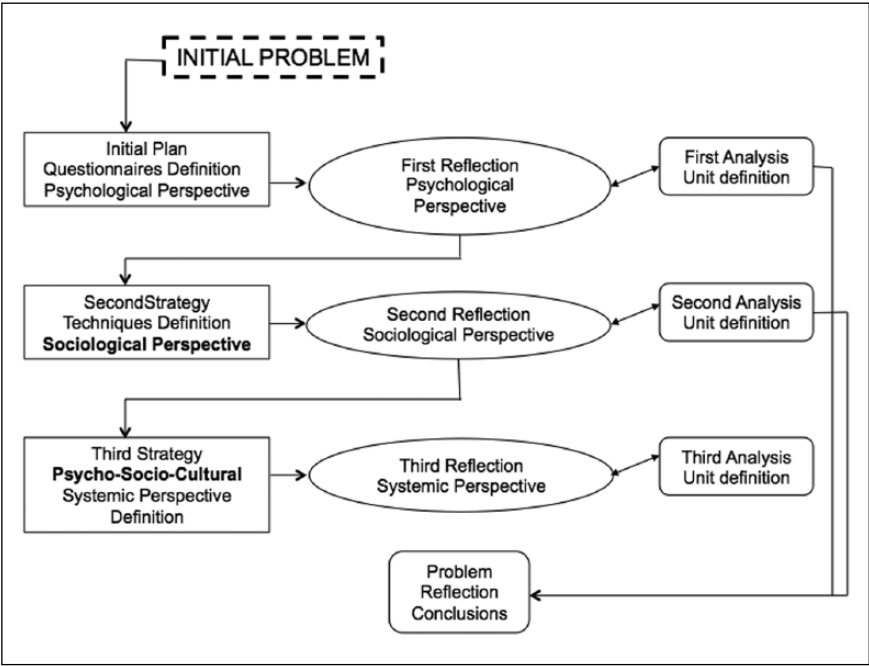 INITIAL PROBLEM
Initial Plan
Questionnaires Definition
Psychological Perspective
First Reflection
Psychological
Perspective
First Analysis
Unit definition
SecondStrategy
Techniques Definition
Sociological Perspective
Second Reflection
Sociological Perspective
Second Analysis
Unit definition
Third Strategy
Psycho-Socio-Cultural
Systemic Perspective
Definition
Third Reflection
Systemic Perspective
Third Analysis
Unit definition
Problem
Reflection
Conclusions